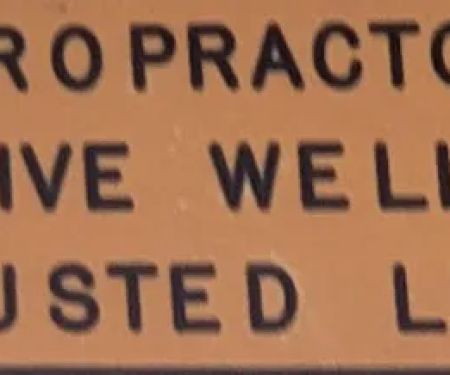 ROPRACTO
IVE WELL
USTED L